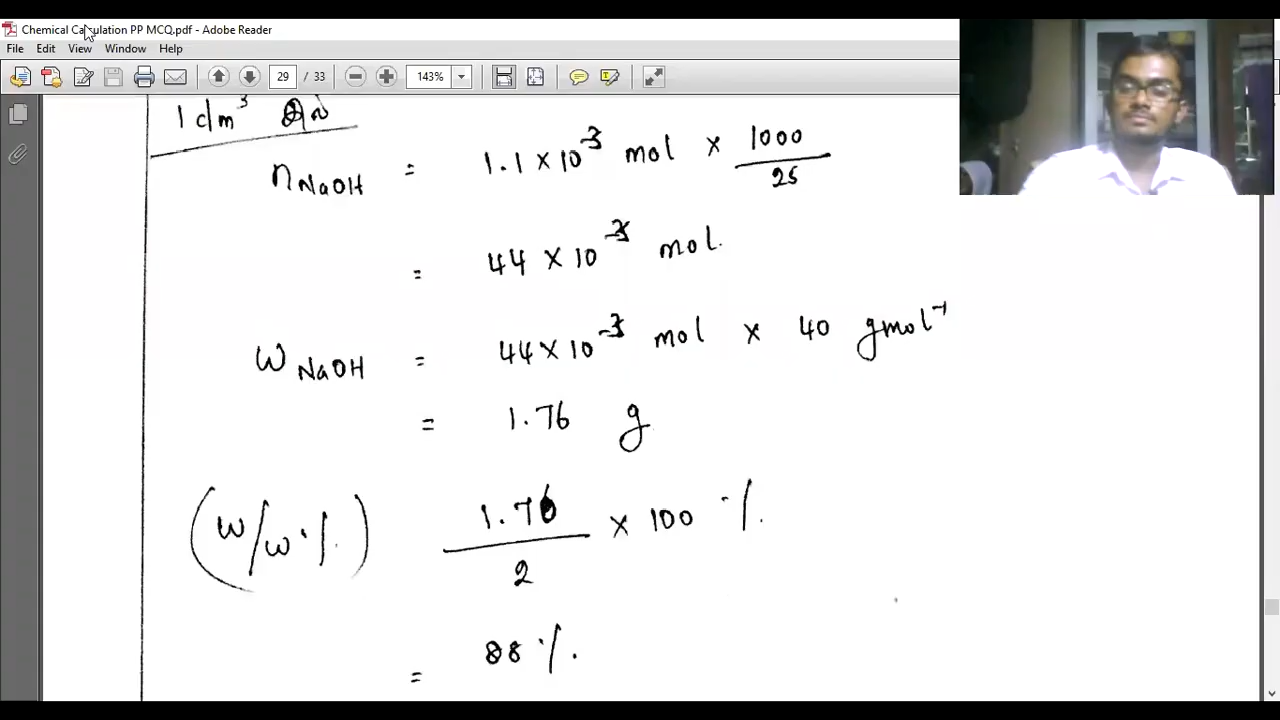 Chemical Calculation PP MCQ.pdf - Adobe Reader
File Edit View Window Help
29 / 33 143%
1 dm³ இல்
n NaOH = 1.1 × 10⁻³ mol × 1000/25
= 44 × 10⁻³ mol.
W NaOH = 44 × 10⁻³ mol × 40 gmol⁻¹
= 1.76 g
(w/w %) 1.76/2 × 100 %.
= 88 %.